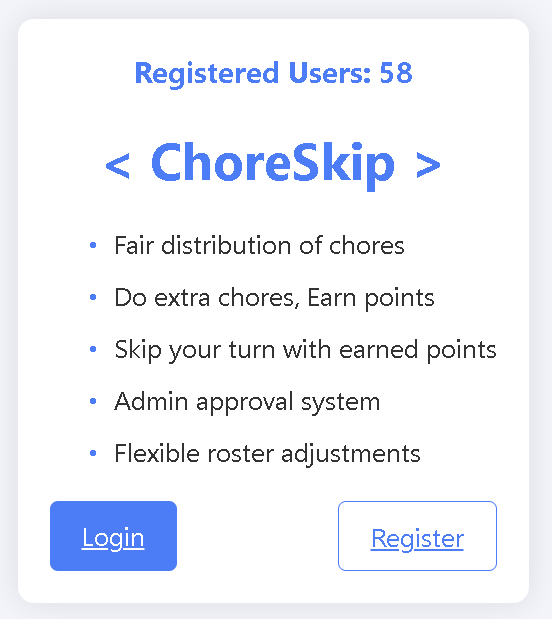 Registered Users: 58
< ChoreSkip >
• Fair distribution of chores
• Do extra chores, Earn points
• Skip your turn with earned points
• Admin approval system
• Flexible roster adjustments
Login
Register